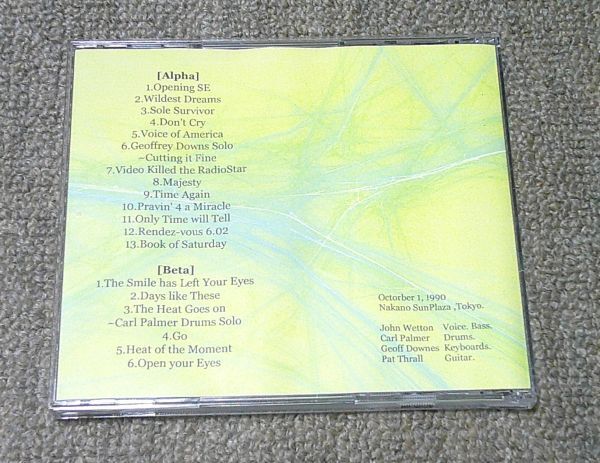 [Alpha]
1.Opening SE
2.Wildest Dreams
3.Sole Survivor
4.Don't Cry
5.Voice of America
6.Geoffrey Downs Solo
~Cutting it Fine
7.Video Killed the RadioStar
8.Majesty
9.Time Again
10.Pravin' 4 a Miracle
11.Only Time will Tell
12.Rendez-vous 6.02
13.Book of Saturday
[Beta]
1.The Smile has Left Your Eyes
2.Days like These
3.The Heat Goes on
~Carl Palmer Drums Solo
4.Go
5.Heat of the Moment
6.Open your Eyes
Octorber 1, 1990
Nakano SunPlaza ,Tokyo.
John Wetton Voice. Bass.
Carl Palmer Drums.
Geoff Downes Keyboards.
Pat Thrall Guitar.